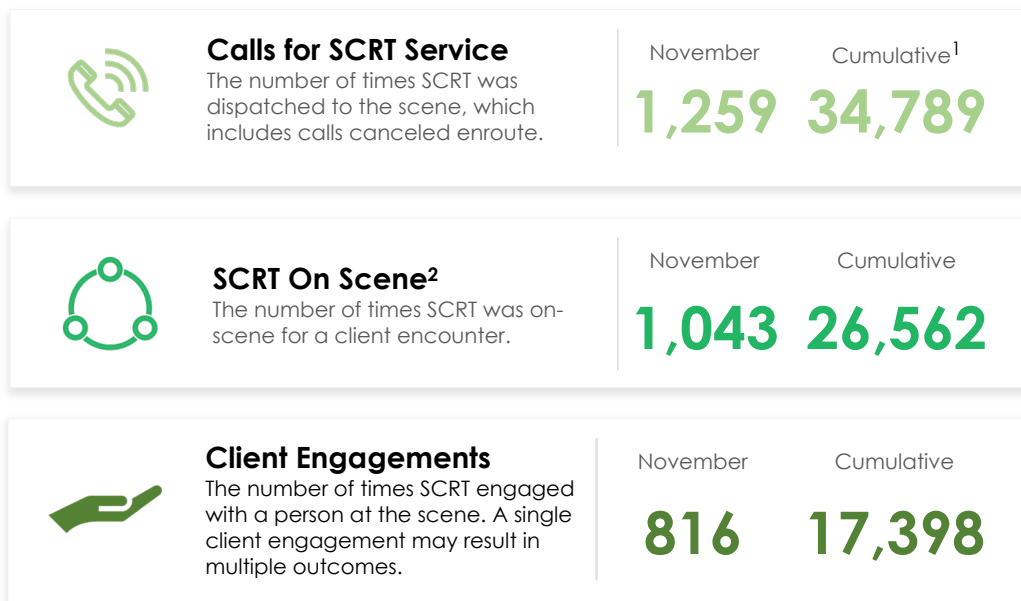 Calls for SCRT Service
The number of times SCRT was
dispatched to the scene, which
includes calls canceled enroute.
November
Cumulative¹
1,259
34,789
SCRT On Scene²
The number of times SCRT was on-
scene for a client encounter.
November
Cumulative
1,043
26,562
Client Engagements
The number of times SCRT engaged
with a person at the scene. A single
client engagement may result in
multiple outcomes.
November
Cumulative
816
17,398